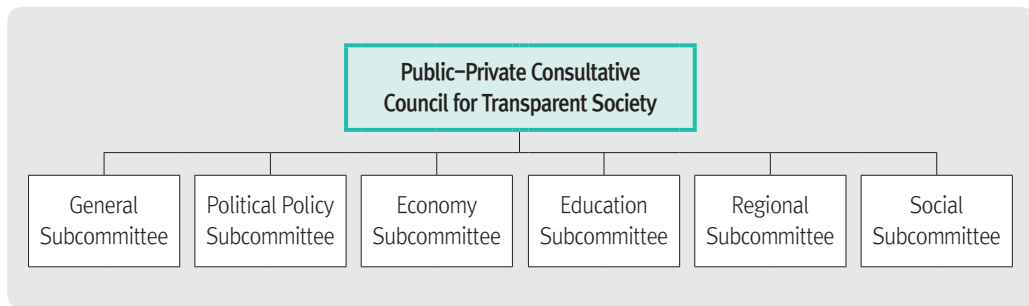 Public–Private Consultative
Council for Transparent Society
General
Subcommittee
Political Policy
Subcommittee
Economy
Subcommittee
Education
Subcommittee
Regional
Subcommittee
Social
Subcommittee